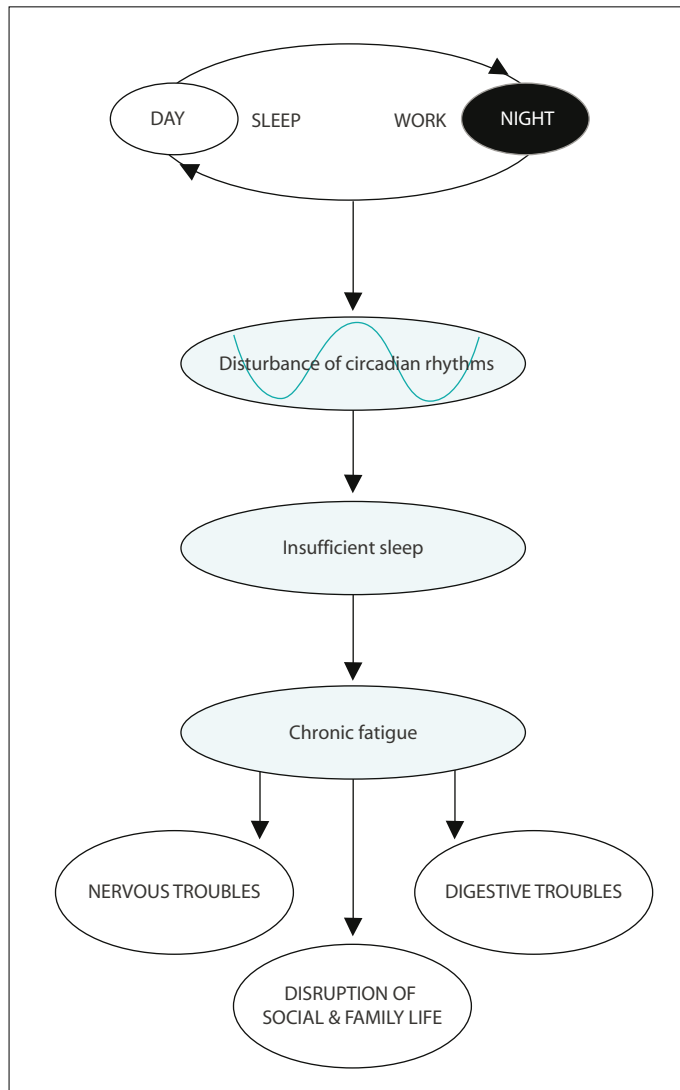 DAY
SLEEP
WORK
NIGHT
Disturbance of circadian rhythms
Insufficient sleep
Chronic fatigue
NERVOUS TROUBLES
DIGESTIVE TROUBLES
DISRUPTION OF
SOCIAL & FAMILY LIFE